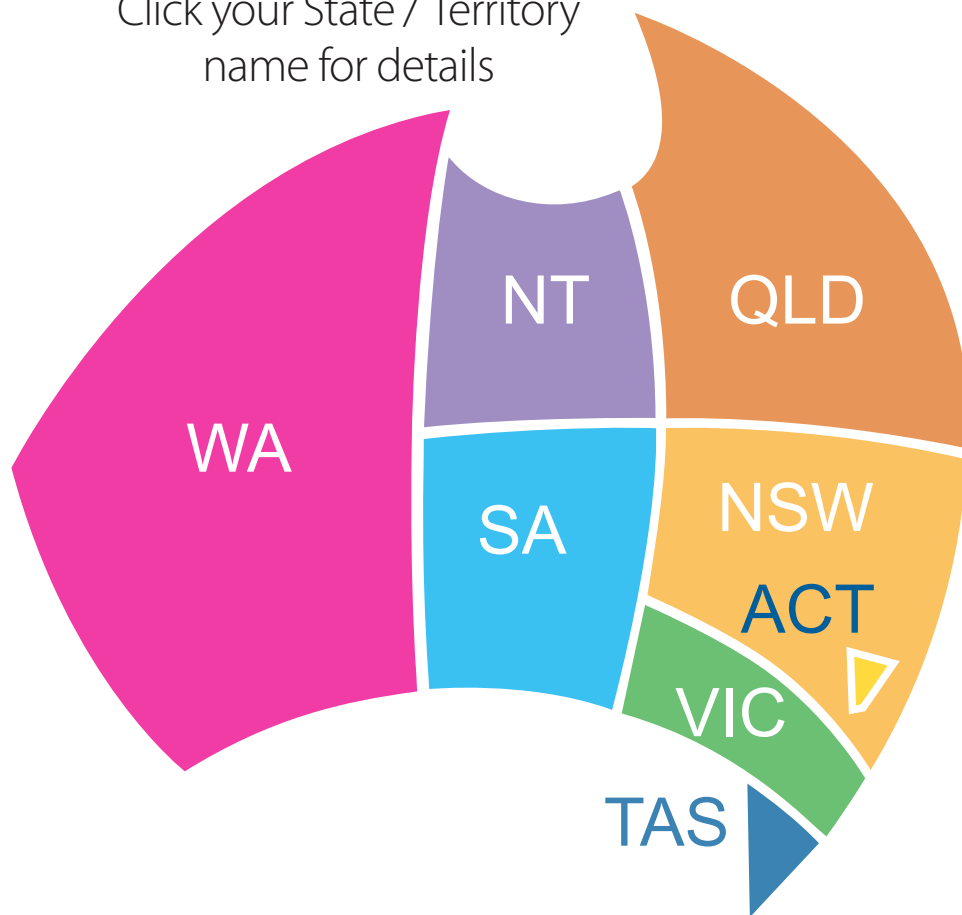 Click your State / Territory
name for details
NT
QLD
WA
NSW
SA
ACT
VIC
TAS